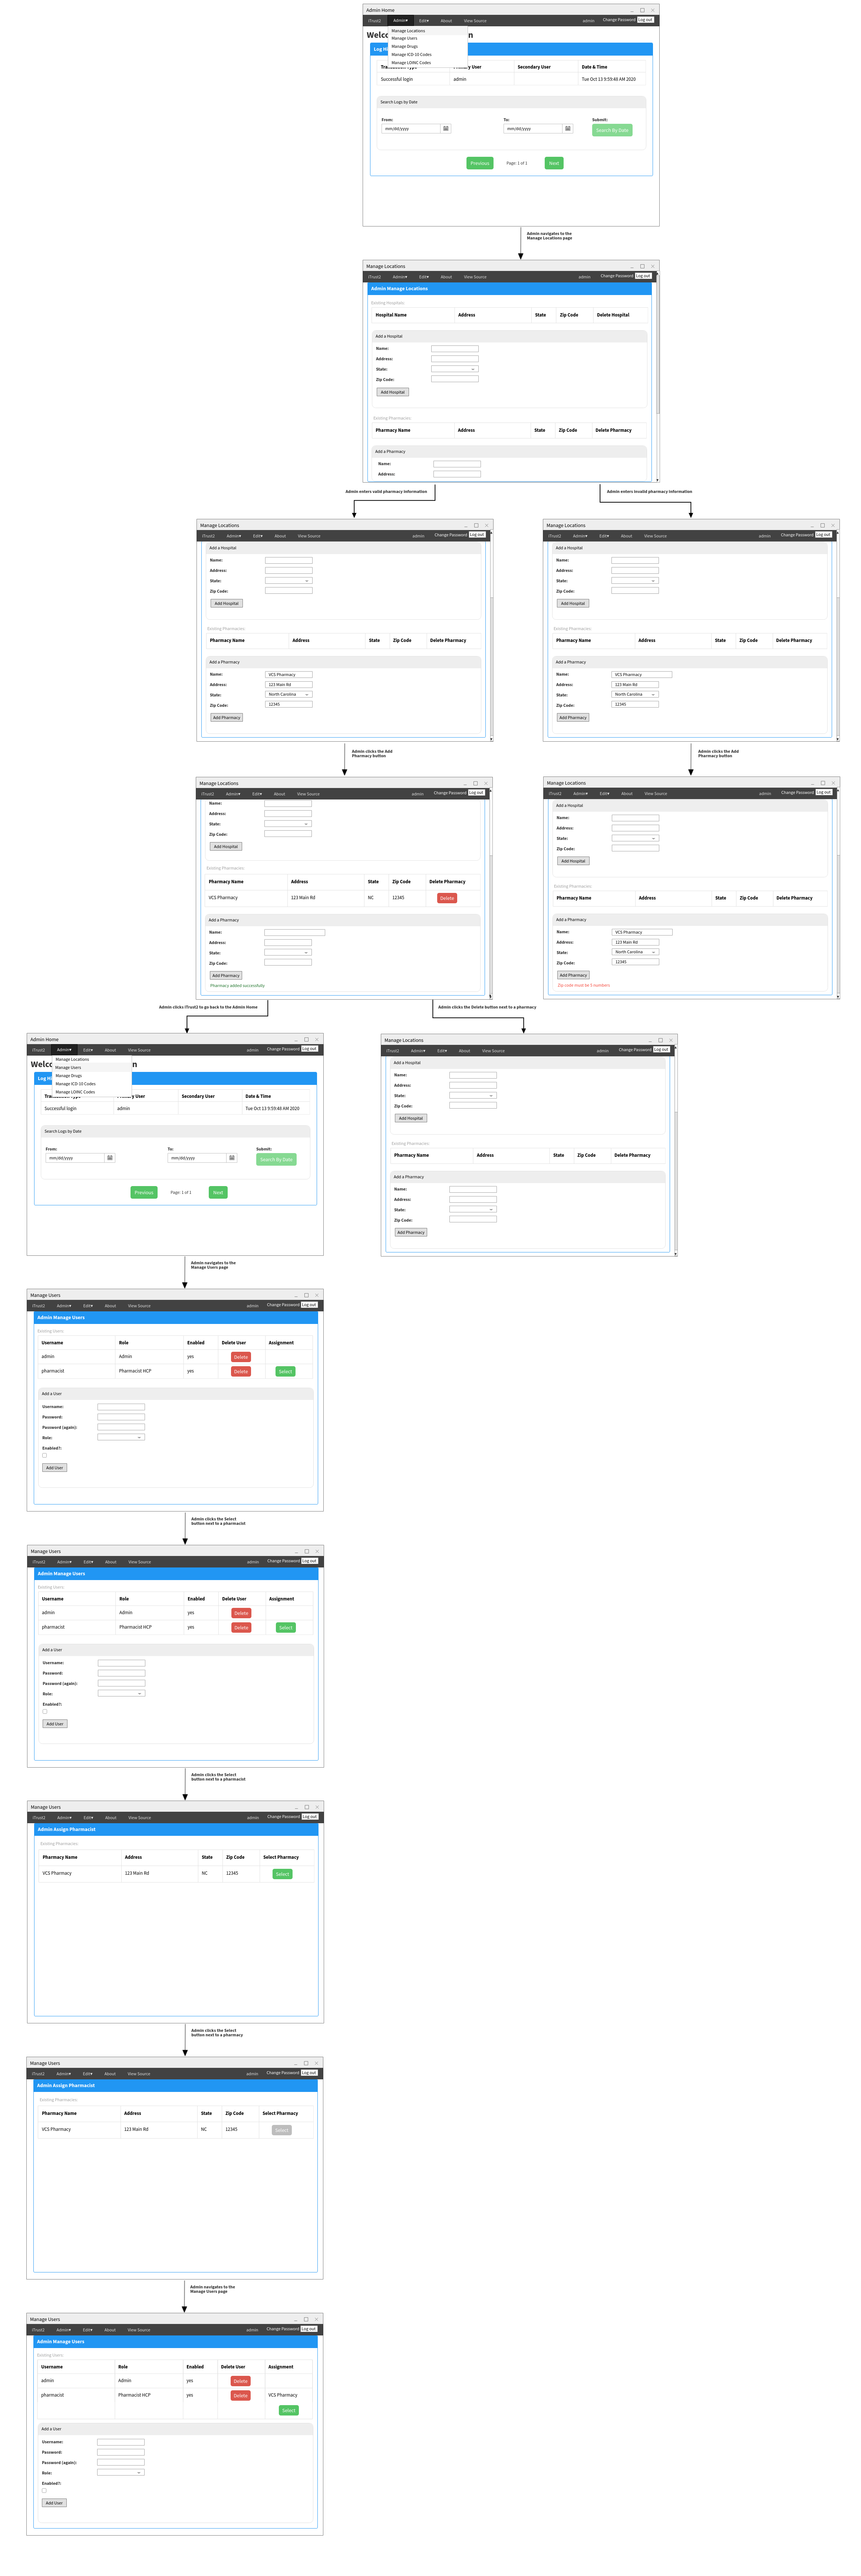 Admin Home
iTrust2 Admin▾ Edit▾ About View Source admin Change Password Log out
Manage Locations
Manage Users
Manage Drugs
Manage ICD-10 Codes
Manage LOINC Codes
Secondary User Date & Time
Successful login admin Tue Oct 13 9:59:48 AM 2020
Search Logs by Date
From: To: Submit:
mm/dd/yyyy mm/dd/yyyy Search By Date
Previous Page: 1 of 1 Next
Admin navigates to the
Manage Locations page
Manage Locations
iTrust2 Admin▾ Edit▾ About View Source admin Change Password Log out
Admin Manage Locations
Existing Hospitals:
Hospital Name Address State Zip Code Delete Hospital
Add a Hospital
Name:
Address:
State:
Zip Code:
Add Hospital
Existing Pharmacies:
Pharmacy Name Address State Zip Code Delete Pharmacy
Add a Pharmacy
Name:
Address:
Admin enters valid pharmacy information
Admin enters invalid pharmacy information
Manage Locations
iTrust2 Admin▾ Edit▾ About View Source admin Change Password Log out
Add a Hospital
Name:
Address:
State:
Zip Code:
Add Hospital
Existing Pharmacies:
Pharmacy Name Address State Zip Code Delete Pharmacy
Add a Pharmacy
Name: VCS Pharmacy
Address: 123 Main Rd
State: North Carolina
Zip Code: 12345
Add Pharmacy
Manage Locations
iTrust2 Admin▾ Edit▾ About View Source admin Change Password Log out
Add a Hospital
Name:
Address:
State:
Zip Code:
Add Hospital
Existing Pharmacies:
Pharmacy Name Address State Zip Code Delete Pharmacy
Add a Pharmacy
Name: VCS Pharmacy
Address: 123 Main Rd
State: North Carolina
Zip Code: 12345
Add Pharmacy
Admin clicks the Add
Pharmacy button
Admin clicks the Add
Pharmacy button
Manage Locations
iTrust2 Admin▾ Edit▾ About View Source admin Change Password Log out
Name:
Address:
State:
Zip Code:
Add Hospital
Existing Pharmacies:
Pharmacy Name Address State Zip Code Delete Pharmacy
VCS Pharmacy 123 Main Rd NC 12345 Delete
Add a Pharmacy
Name:
Address:
State:
Zip Code:
Add Pharmacy
Pharmacy added successfully
Manage Locations
iTrust2 Admin▾ Edit▾ About View Source admin Change Password Log out
Add a Hospital
Name:
Address:
State:
Zip Code:
Add Hospital
Existing Pharmacies:
Pharmacy Name Address State Zip Code Delete Pharmacy
Add a Pharmacy
Name: VCS Pharmacy
Address: 123 Main Rd
State: North Carolina
Zip Code: 12345
Add Pharmacy
Zip code must be 5 numbers
Admin clicks iTrust2 to go back to the Admin Home
Admin clicks the Delete button next to a pharmacy
Admin Home
iTrust2 Admin▾ Edit▾ About View Source admin Change Password Log out
Manage Locations
Manage Users
Manage Drugs
Manage ICD-10 Codes
Manage LOINC Codes
Secondary User Date & Time
Successful login admin Tue Oct 13 9:59:48 AM 2020
Search Logs by Date
From: To: Submit:
mm/dd/yyyy mm/dd/yyyy Search By Date
Previous Page: 1 of 1 Next
Manage Locations
iTrust2 Admin▾ Edit▾ About View Source admin Change Password Log out
Add a Hospital
Name:
Address:
State:
Zip Code:
Add Hospital
Existing Pharmacies:
Pharmacy Name Address State Zip Code Delete Pharmacy
Add a Pharmacy
Name:
Address:
State:
Zip Code:
Add Pharmacy
Admin navigates to the
Manage Users page
Manage Users
iTrust2 Admin▾ Edit▾ About View Source admin Change Password Log out
Admin Manage Users
Existing Users:
Username Role Enabled Delete User Assignment
admin Admin yes Delete
pharmacist Pharmacist HCP yes Delete Select
Add a User
Username:
Password:
Password (again):
Role:
Enabled?:
Add User
Admin clicks the Select
button next to a pharmacist
Manage Users
iTrust2 Admin▾ Edit▾ About View Source admin Change Password Log out
Admin Manage Users
Existing Users:
Username Role Enabled Delete User Assignment
admin Admin yes Delete
pharmacist Pharmacist HCP yes Delete Select
Add a User
Username:
Password:
Password (again):
Role:
Enabled?:
Add User
Admin clicks the Select
button next to a pharmacist
Manage Users
iTrust2 Admin▾ Edit▾ About View Source admin Change Password Log out
Admin Assign Pharmacist
Existing Pharmacies:
Pharmacy Name Address State Zip Code Select Pharmacy
VCS Pharmacy 123 Main Rd NC 12345 Select
Admin clicks the Select
button next to a pharmacy
Manage Users
iTrust2 Admin▾ Edit▾ About View Source admin Change Password Log out
Admin Assign Pharmacist
Existing Pharmacies:
Pharmacy Name Address State Zip Code Select Pharmacy
VCS Pharmacy 123 Main Rd NC 12345 Select
Admin navigates to the
Manage Users page
Manage Users
iTrust2 Admin▾ Edit▾ About View Source admin Change Password Log out
Admin Manage Users
Existing Users:
Username Role Enabled Delete User Assignment
admin Admin yes Delete
pharmacist Pharmacist HCP yes Delete VCS Pharmacy
Select
Add a User
Username:
Password:
Password (again):
Role:
Enabled?:
Add User